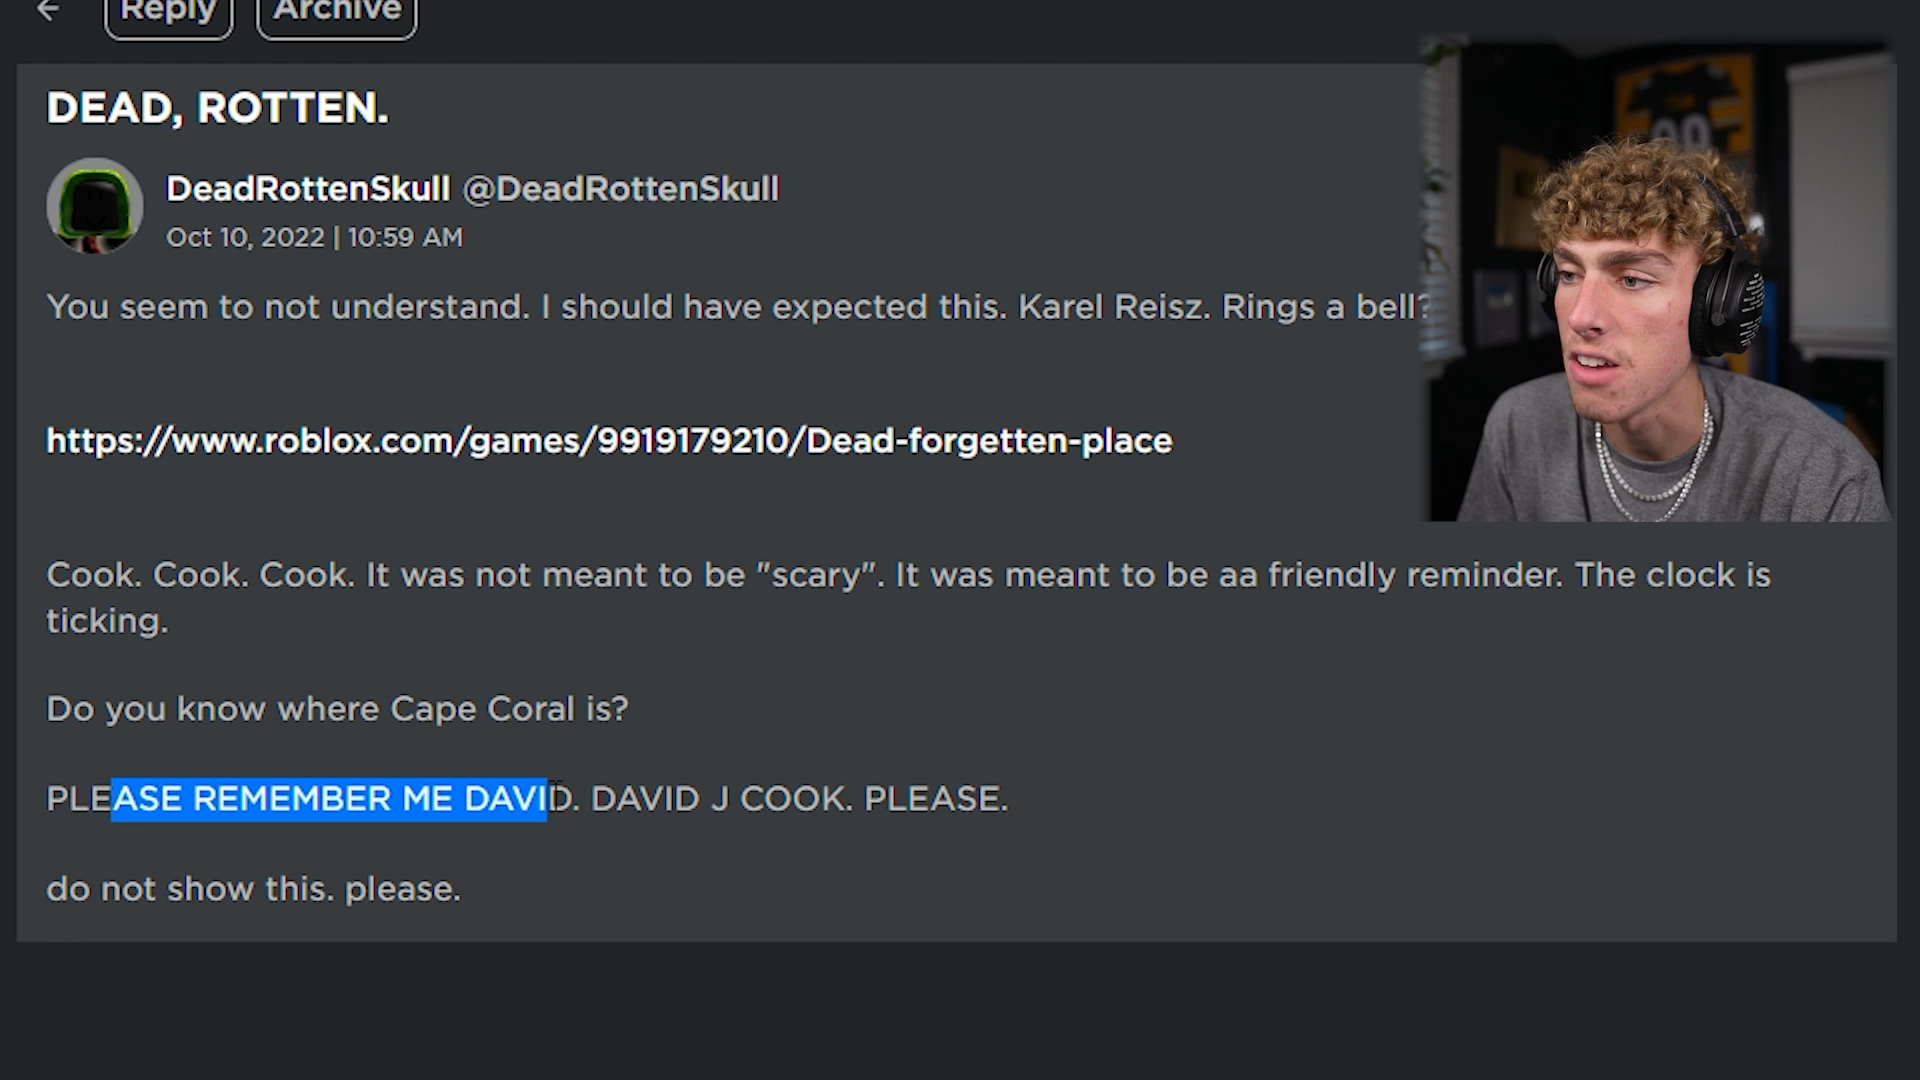 Reply Archive
DEAD, ROTTEN.
DeadRottenSkull @DeadRottenSkull
Oct 10, 2022 | 10:59 AM
You seem to not understand. I should have expected this. Karel Reisz. Rings a bell?
https://www.roblox.com/games/9919179210/Dead-forgetten-place
Cook. Cook. Cook. It was not meant to be "scary". It was meant to be aa friendly reminder. The clock is
ticking.
Do you know where Cape Coral is?
PLEASE REMEMBER ME DAVID. DAVID J COOK. PLEASE.
do not show this. please.